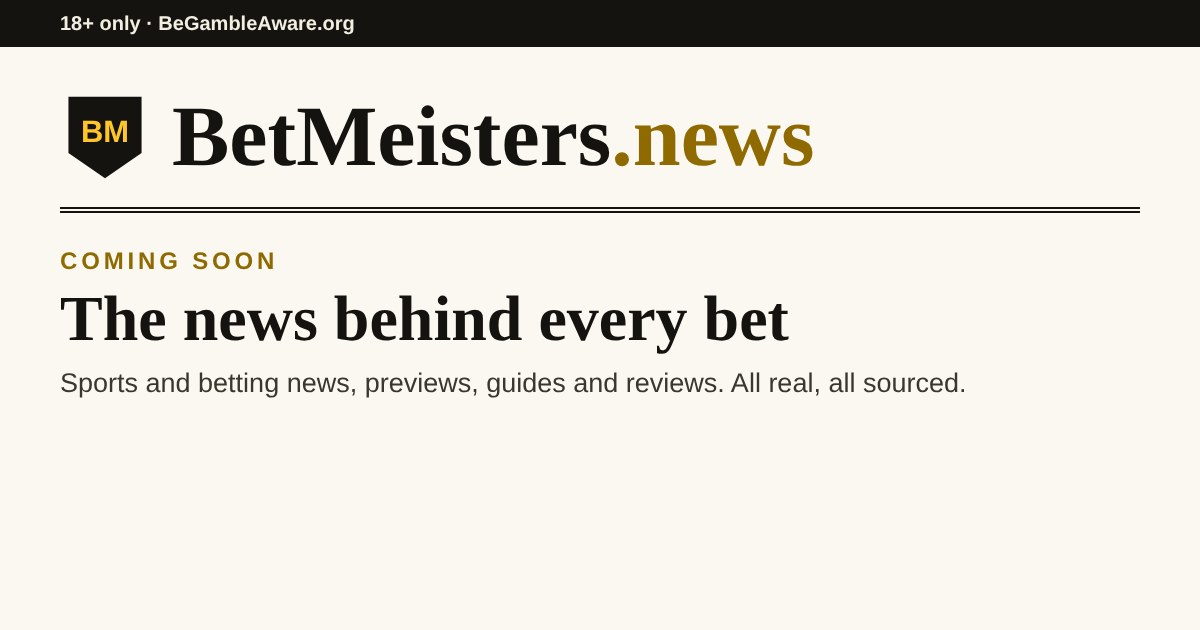 18+ only · BeGambleAware.org
BM
BetMeisters.news
COMING SOON
The news behind every bet
Sports and betting news, previews, guides and reviews. All real, all sourced.